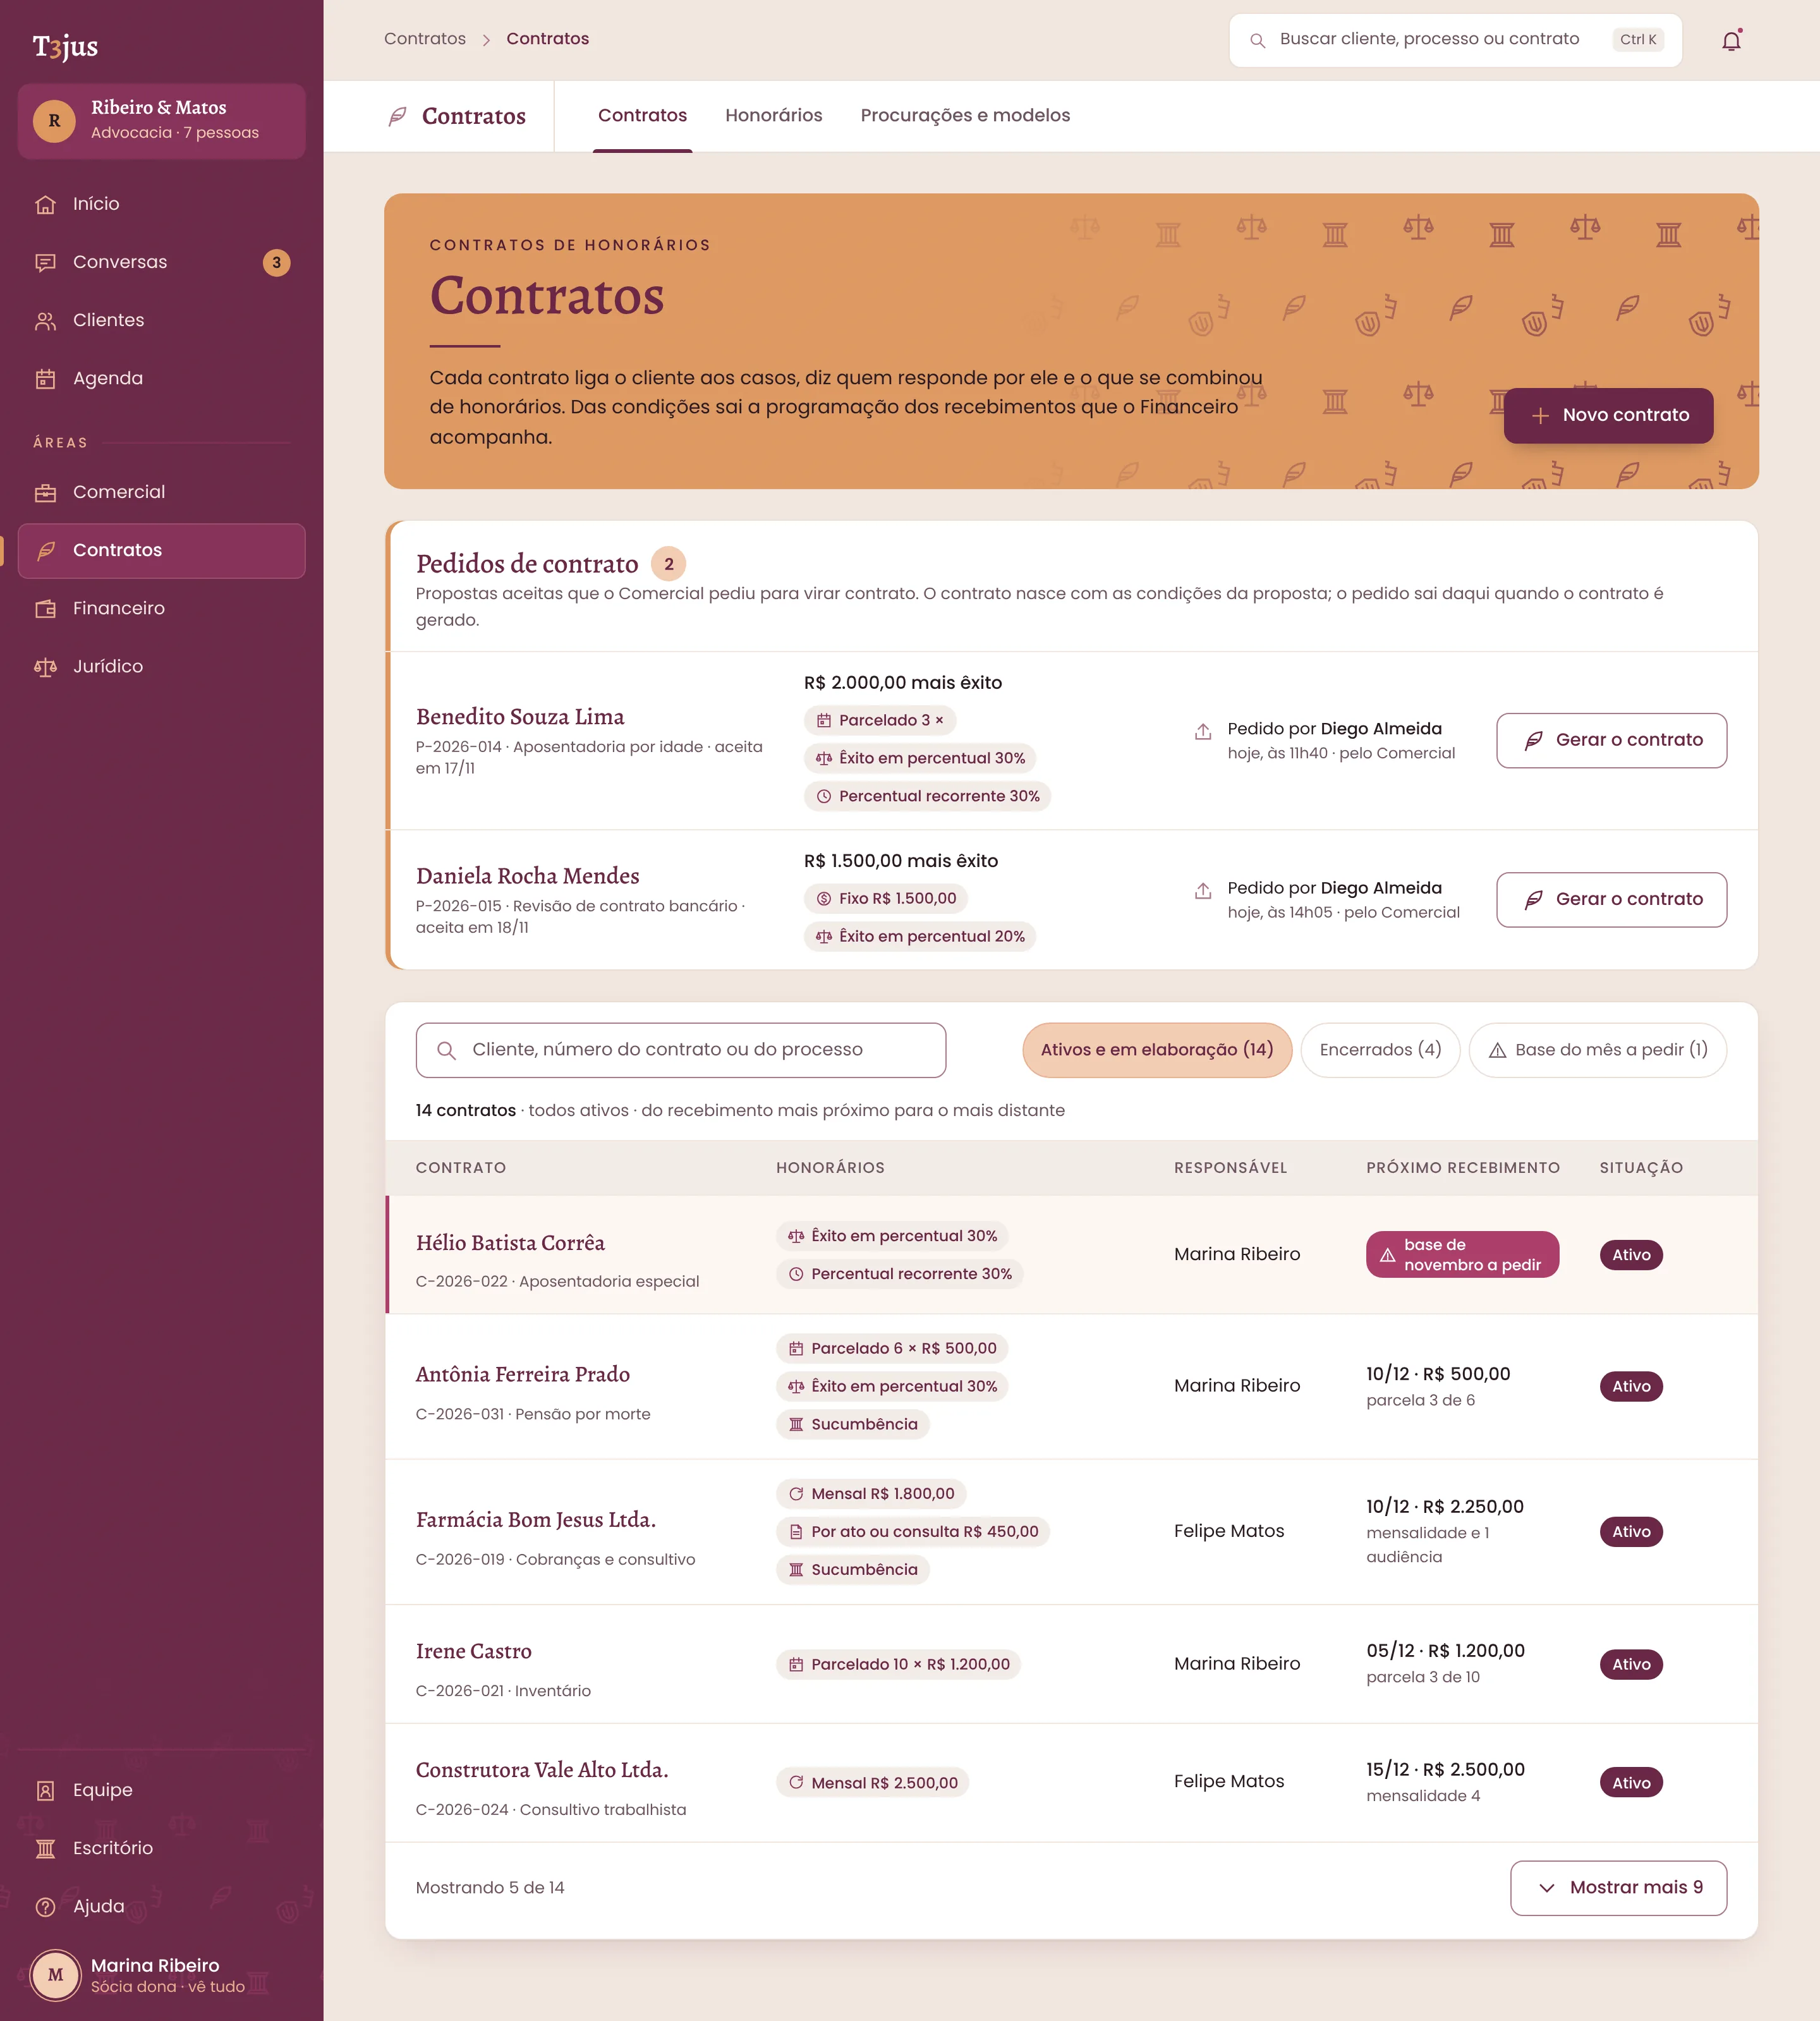 T3jus
R
Ribeiro & Matos
Advocacia · 7 pessoas
Início
Conversas
3
Clientes
Agenda
ÁREAS
Comercial
Contratos
Financeiro
Jurídico
Equipe
Escritório
Ajuda
M
Marina Ribeiro
Sócia dona · vê tudo
Contratos
Contratos
Buscar cliente, processo ou contrato
Ctrl K
Contratos
Contratos
Honorários
Procurações e modelos
CONTRATOS DE HONORÁRIOS
Contratos
Cada contrato liga o cliente aos casos, diz quem responde por ele e o que se combinou
de honorários. Das condições sai a programação dos recebimentos que o Financeiro
acompanha.
Novo contrato
Pedidos de contrato
2
Propostas aceitas que o Comercial pediu para virar contrato. O contrato nasce com as condições da proposta; o pedido sai daqui quando o contrato é
gerado.
Benedito Souza Lima
P-2026-014 · Aposentadoria por idade · aceita
em 17/11
R$ 2.000,00 mais êxito
Parcelado 3 ×
Êxito em percentual 30%
Percentual recorrente 30%
Pedido por Diego Almeida
hoje, às 11h40 · pelo Comercial
Gerar o contrato
Daniela Rocha Mendes
P-2026-015 · Revisão de contrato bancário ·
aceita em 18/11
R$ 1.500,00 mais êxito
Fixo R$ 1.500,00
Êxito em percentual 20%
Pedido por Diego Almeida
hoje, às 14h05 · pelo Comercial
Gerar o contrato
Cliente, número do contrato ou do processo
Ativos e em elaboração (14)
Encerrados (4)
Base do mês a pedir (1)
14 contratos · todos ativos · do recebimento mais próximo para o mais distante
CONTRATO
HONORÁRIOS
RESPONSÁVEL
PRÓXIMO RECEBIMENTO
SITUAÇÃO
Hélio Batista Corrêa
C-2026-022 · Aposentadoria especial
Êxito em percentual 30%
Percentual recorrente 30%
Marina Ribeiro
base de
novembro a pedir
Ativo
Antônia Ferreira Prado
C-2026-031 · Pensão por morte
Parcelado 6 × R$ 500,00
Êxito em percentual 30%
Sucumbência
Marina Ribeiro
10/12 · R$ 500,00
parcela 3 de 6
Ativo
Farmácia Bom Jesus Ltda.
C-2026-019 · Cobranças e consultivo
Mensal R$ 1.800,00
Por ato ou consulta R$ 450,00
Sucumbência
Felipe Matos
10/12 · R$ 2.250,00
mensalidade e 1
audiência
Ativo
Irene Castro
C-2026-021 · Inventário
Parcelado 10 × R$ 1.200,00
Marina Ribeiro
05/12 · R$ 1.200,00
parcela 3 de 10
Ativo
Construtora Vale Alto Ltda.
C-2026-024 · Consultivo trabalhista
Mensal R$ 2.500,00
Felipe Matos
15/12 · R$ 2.500,00
mensalidade 4
Ativo
Mostrando 5 de 14
Mostrar mais 9